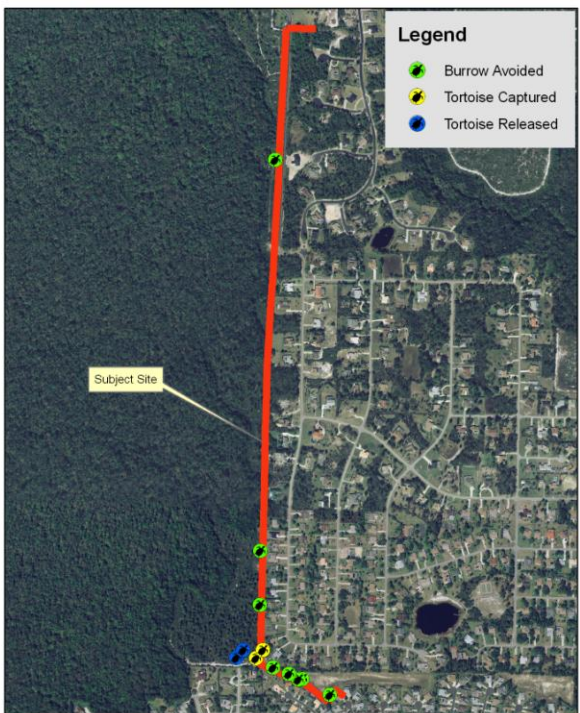 Legend
Burrow Avoided
Tortoise Captured
Tortoise Released
Subject Site